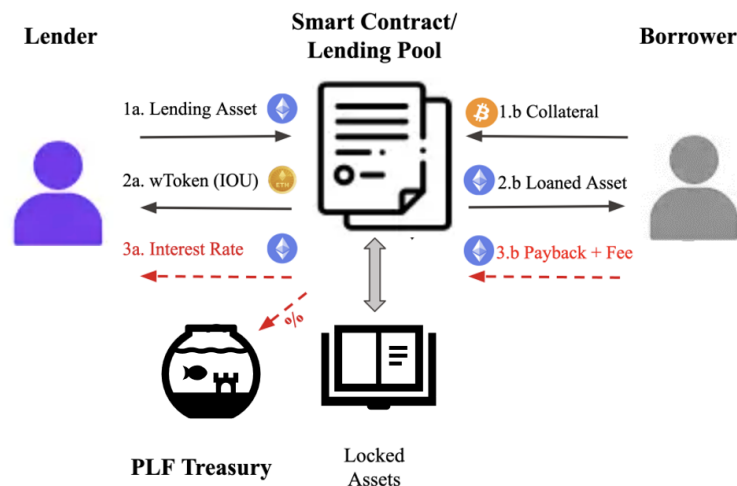 Lender
Smart Contract/
Lending Pool
Borrower
1a. Lending Asset
1.b Collateral
2a. wToken (IOU)
ETH
2.b Loaned Asset
3a. Interest Rate
3.b Payback + Fee
%
PLF Treasury
Locked
Assets